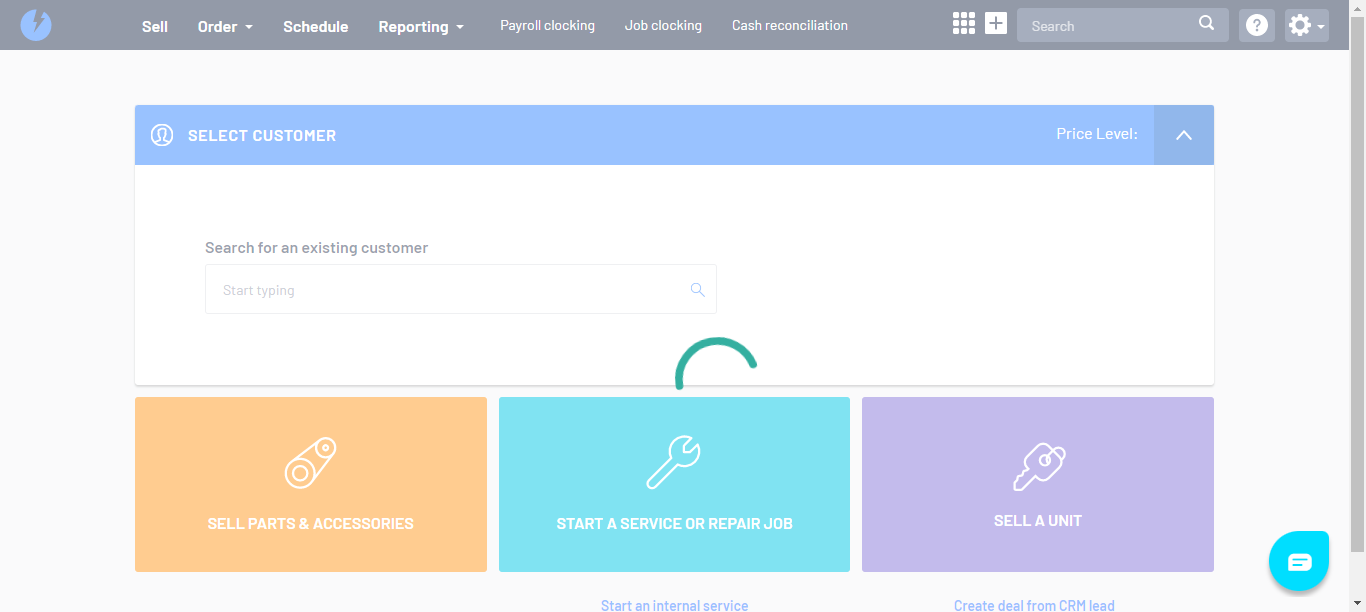 Sell Order Schedule Reporting Payroll clocking Job clocking Cash reconciliation Search ?
SELECT CUSTOMER Price Level:
Search for an existing customer
Start typing
SELL PARTS & ACCESSORIES START A SERVICE OR REPAIR JOB SELL A UNIT
Start an internal service Create deal from CRM lead